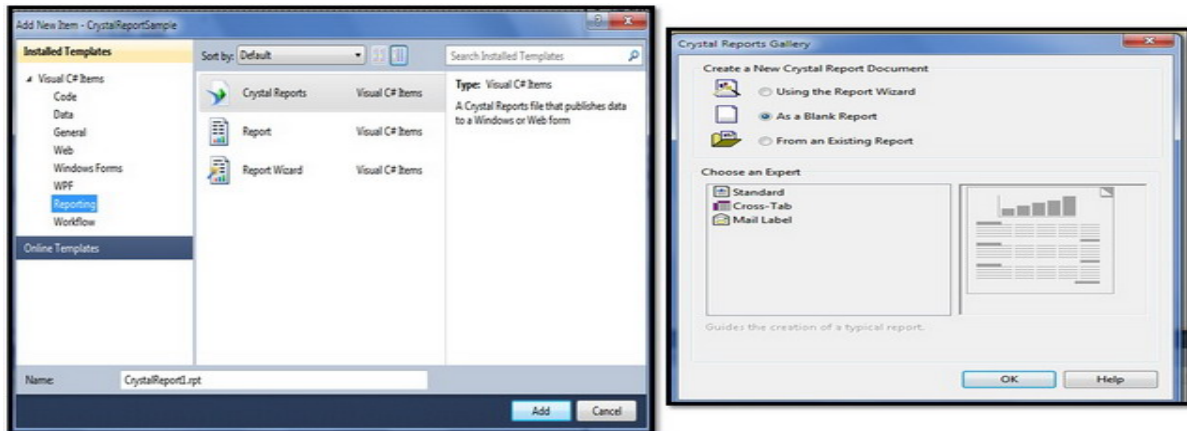 Add New Item - CrystalReportSample
Installed Templates
Visual C# Items
Code
Data
General
Web
Windows Forms
WPF
Reporting
Workflow
Online Templates
Sort by: Default
Search Installed Templates
Crystal Reports Visual C# Items
Report Visual C# Items
Report Wizard Visual C# Items
Type: Visual C# Items
A Crystal Reports file that publishes data
to a Windows or Web form
Name: CrystalReport1.rpt
Add Cancel
Crystal Reports Gallery
Create a New Crystal Report Document
Using the Report Wizard
As a Blank Report
From an Existing Report
Choose an Expert
Standard
Cross-Tab
Mail Label
Guides the creation of a typical report.
OK Help